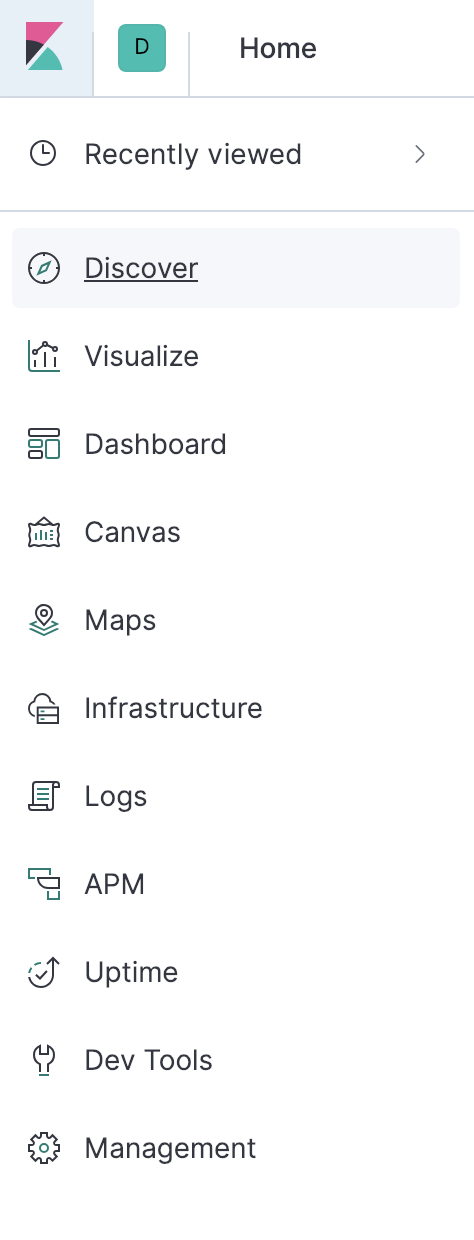 D
Home
Recently viewed
Discover
Visualize
Dashboard
Canvas
Maps
Infrastructure
Logs
APM
Uptime
Dev Tools
Management